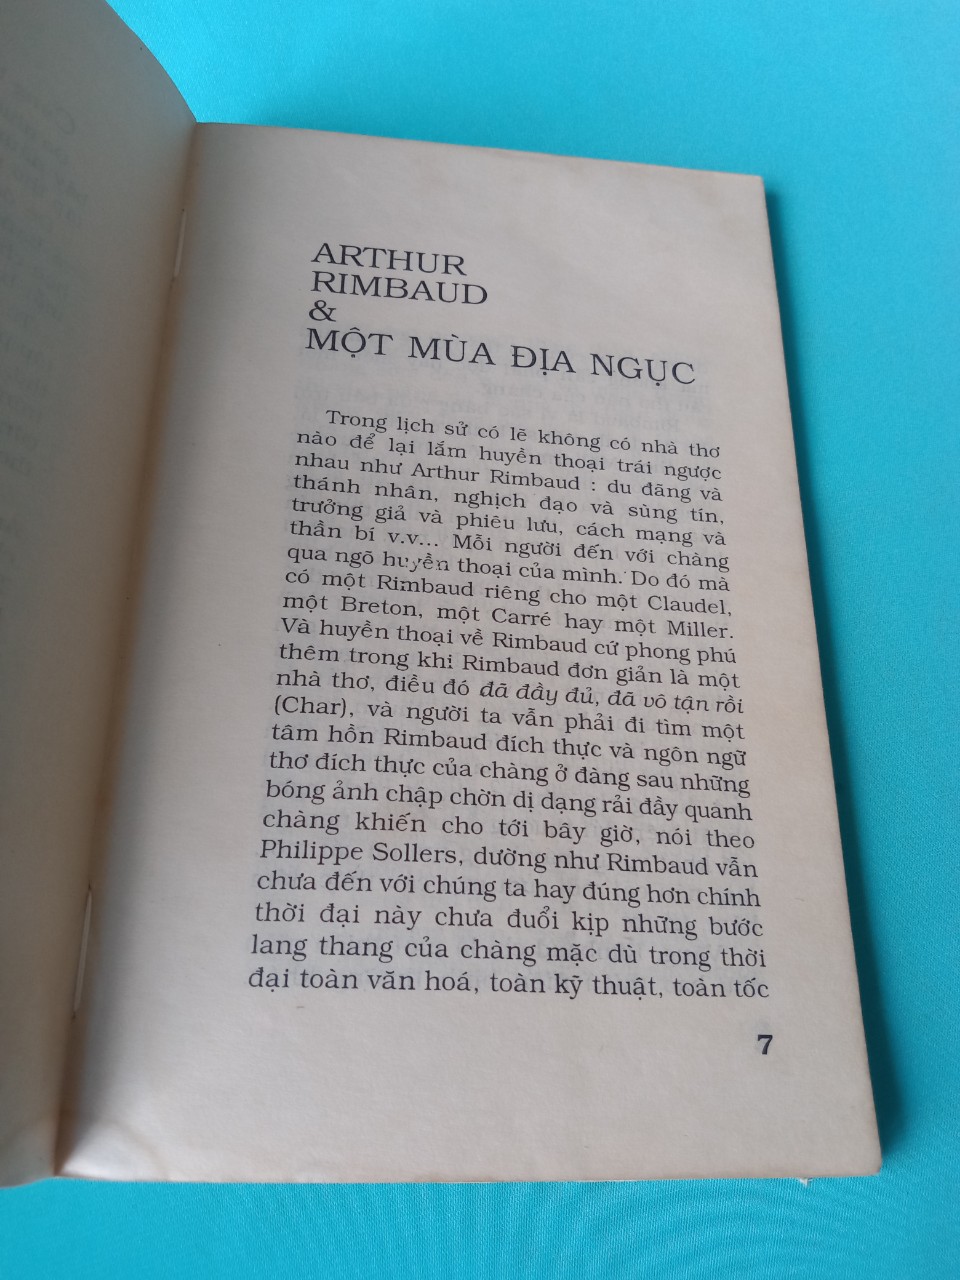 ARTHUR
RIMBAUD
&
MỘT MÙA ĐỊA NGỤC
Trong lịch sử có lẽ không có nhà thơ
nào để lại lắm huyền thoại trái ngược
nhau như Arthur Rimbaud : du đãng và
thánh nhân, nghịch đạo và sùng tín,
trưởng giả và phiêu lưu, cách mạng và
thần bí v.v... Mỗi người đến với chàng
qua ngõ huyền thoại của mình. Do đó mà
có một Rimbaud riêng cho một Claudel,
một Breton, một Carré hay một Miller.
Và huyền thoại về Rimbaud cứ phong phú
thêm trong khi Rimbaud đơn giản là một
nhà thơ, điều đó đã đầy đủ, đã vô tận rồi
(Char), và người ta vẫn phải đi tìm một
tâm hồn Rimbaud đích thực và ngôn ngữ
thơ đích thực của chàng ở đàng sau những
bóng ảnh chập chờn dị dạng rải đầy quanh
chàng khiến cho tới bây giờ, nói theo
Philippe Sollers, dường như Rimbaud vẫn
chưa đến với chúng ta hay đúng hơn chính
thời đại này chưa đuổi kịp những bước
lang thang của chàng mặc dù trong thời
đại toàn văn hoá, toàn kỹ thuật, toàn tốc
7